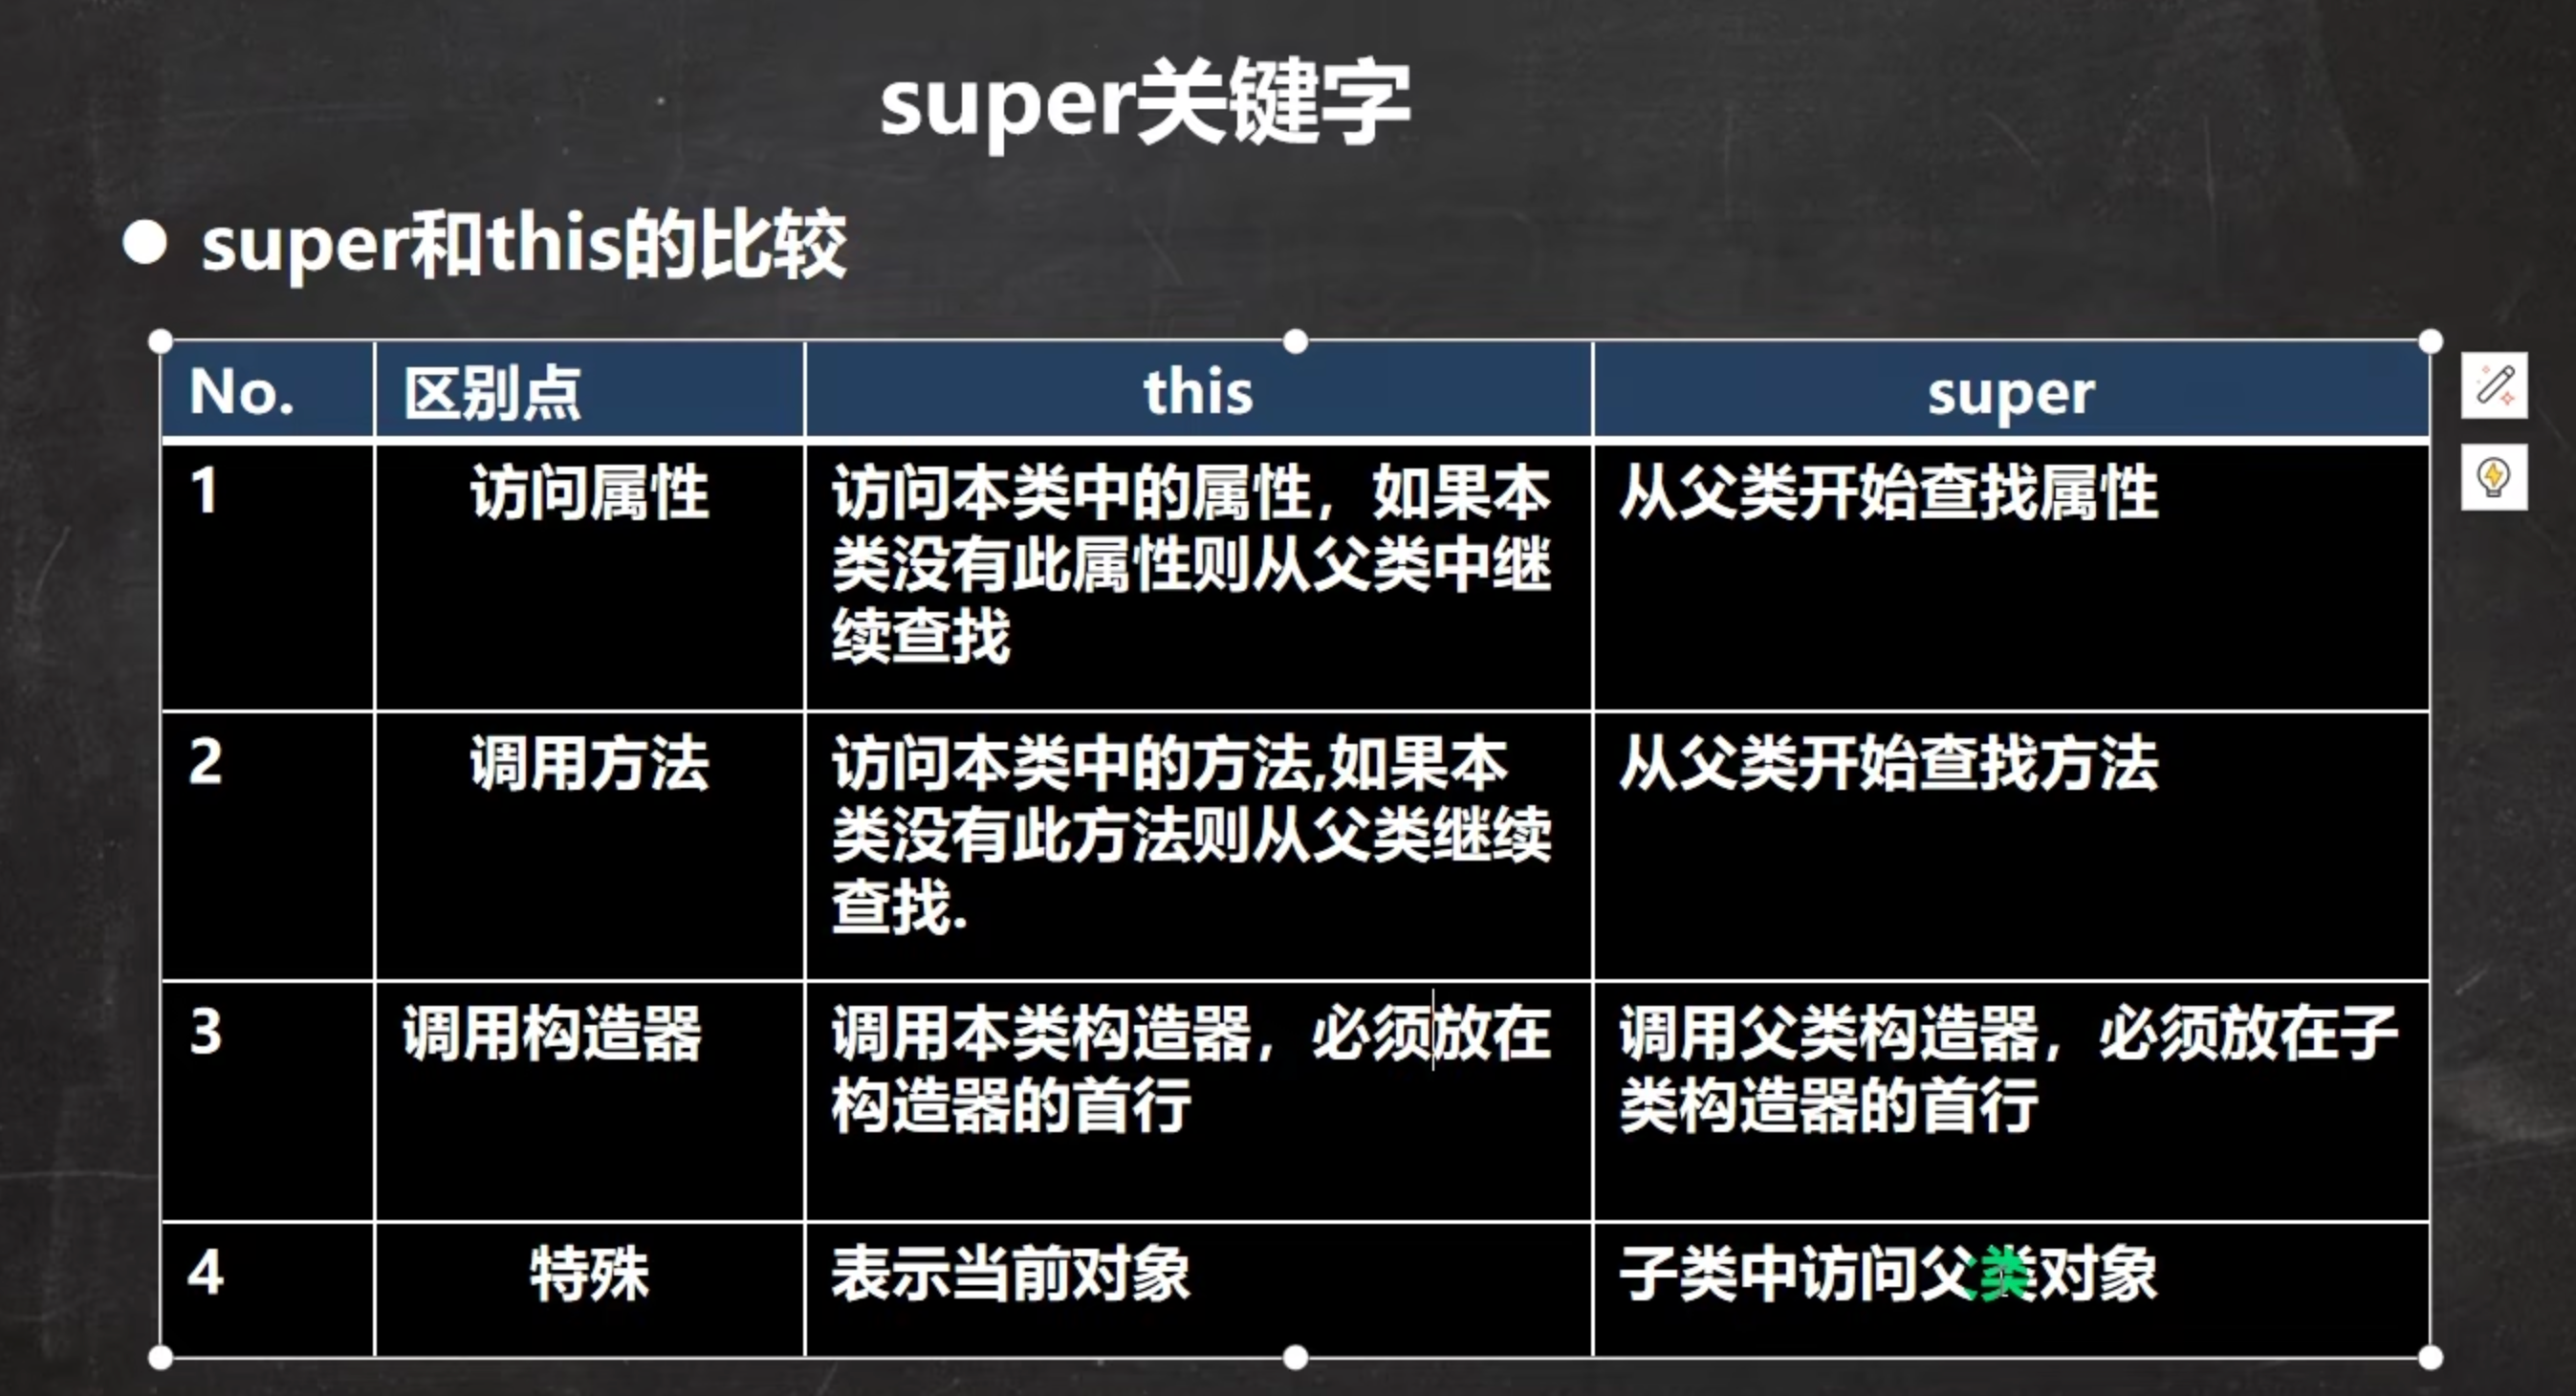 super关键字
super和this的比较
No. 区别点 this super
1 访问属性 访问本类中的属性，如果本 从父类开始查找属性
类没有此属性则从父类中继
续查找
2 调用方法 访问本类中的方法,如果本 从父类开始查找方法
类没有此方法则从父类继续
查找.
3 调用构造器 调用本类构造器，必须放在 调用父类构造器，必须放在子
构造器的首行 类构造器的首行
4 特殊 表示当前对象 子类中访问父类对象